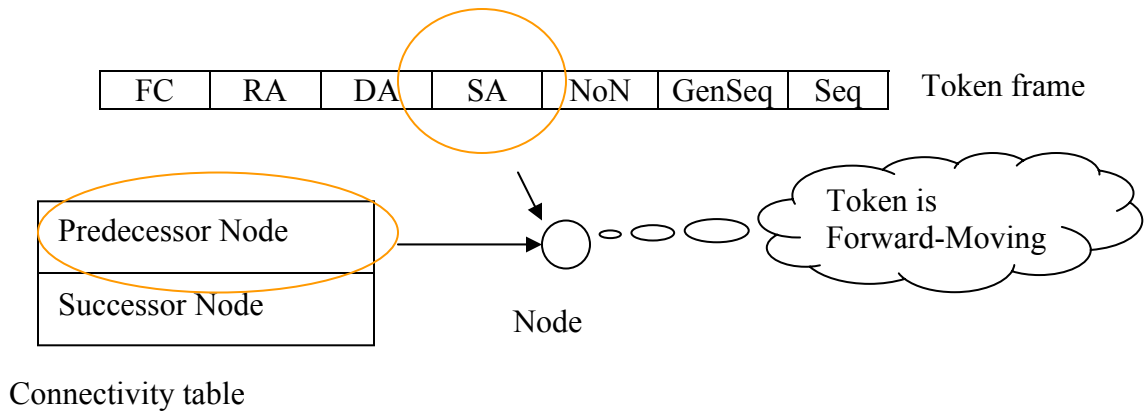 FC RA DA SA NoN GenSeq Seq Token frame
Predecessor Node
Successor Node
Node
Token is
Forward-Moving
Connectivity table